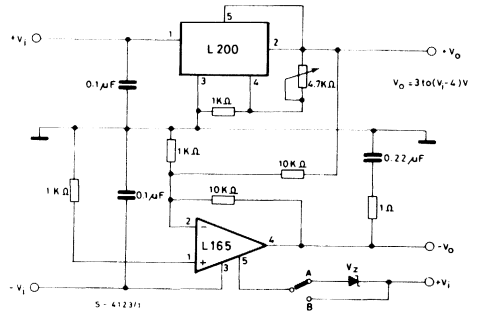 5
+Vi 1 L 200 2 +Vo
3 4
4.7KΩ
Vo = 3 to(Vi-4)V
0.1µF
1KΩ
1KΩ
10KΩ
0.22µF
1KΩ
0.1µF
10KΩ
1Ω
2 −
L165 4 -Vo
1 + 3 5
A Vz +Vi
-Vi
B
S - 4123/1